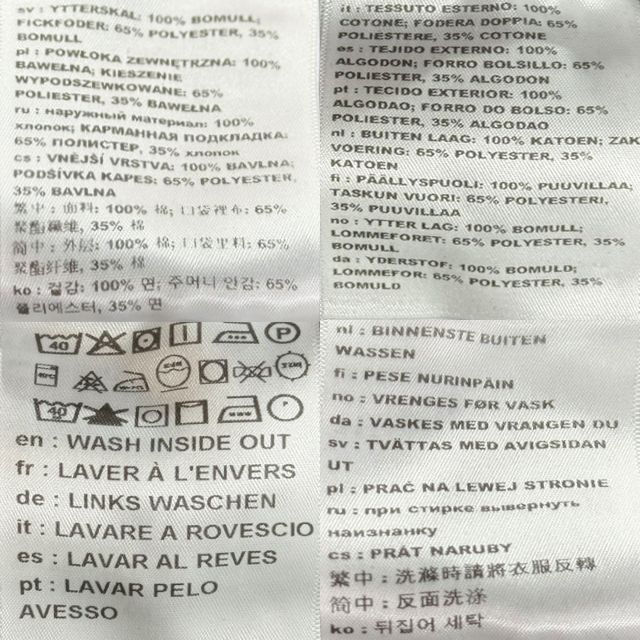 sv : YTTERSKAL: 100% BOMULL;
FICKFODER: 65% POLYESTER, 35%
BOMULL
pl : POWŁOKA ZEWNĘTRZNA: 100%
BAWEŁNA; KIESZENIE
WYPODSZEWKOWANE: 65%
POLIESTER, 35% BAWEŁNA
ru : наружный материал: 100%
хлопок; КАРМАННАЯ ПОДКЛАДКА:
65% ПОЛИСТЕР, 35% хлопок
cs : VNĚJŠÍ VRSTVA: 100% BAVLNA;
PODŠÍVKA KAPES: 65% POLYESTER,
35% BAVLNA
繁中 : 面料: 100% 棉; 口袋裡布: 65%
聚酯纖維, 35% 棉
简中 : 外层: 100% 棉; 口袋里料: 65%
聚酯纤维, 35% 棉
ko : 겉감: 100% 면; 주머니 안감: 65%
폴리에스터, 35% 면
it : TESSUTO ESTERNO: 100%
COTONE; FODERA DOPPIA: 65%
POLIESTERE, 35% COTONE
es : TEJIDO EXTERNO: 100%
ALGODON; FORRO BOLSILLO: 65%
POLIESTER, 35% ALGODON
pt : TECIDO EXTERIOR: 100%
ALGODAO; FORRO DO BOLSO: 65%
POLIESTER, 35% ALGODAO
nl : BUITEN LAAG: 100% KATOEN; ZAK
VOERING: 65% POLYESTER, 35%
KATOEN
fi : PÄÄLLYSPUOLI: 100% PUUVILLAA;
TASKUN VUORI: 65% POLYESTERI,
35% PUUVILLAA
no : YTTER LAG: 100% BOMULL;
LOMMEFORET: 65% POLYESTER, 35%
BOMULL
da : YDERSTOF: 100% BOMULD;
LOMMEFOR: 65% POLYESTER, 35%
BOMULD
40 P
40
en : WASH INSIDE OUT
fr : LAVER À L'ENVERS
de : LINKS WASCHEN
it : LAVARE A ROVESCIO
es : LAVAR AL REVES
pt : LAVAR PELO
AVESSO
nl : BINNENSTE BUITEN
WASSEN
fi : PESE NURINPÄIN
no : VRENGES FØR VASK
da : VASKES MED VRANGEN DU
sv : TVÄTTAS MED AVIGSIDAN
UT
pl : PRAĆ NA LEWEJ STRONIE
ru : при стирке вывернуть
наизнанку
cs : PRÁT NARUBY
繁中 : 洗滌時請將衣服反轉
简中 : 反面洗涤
ko : 뒤집어 세탁